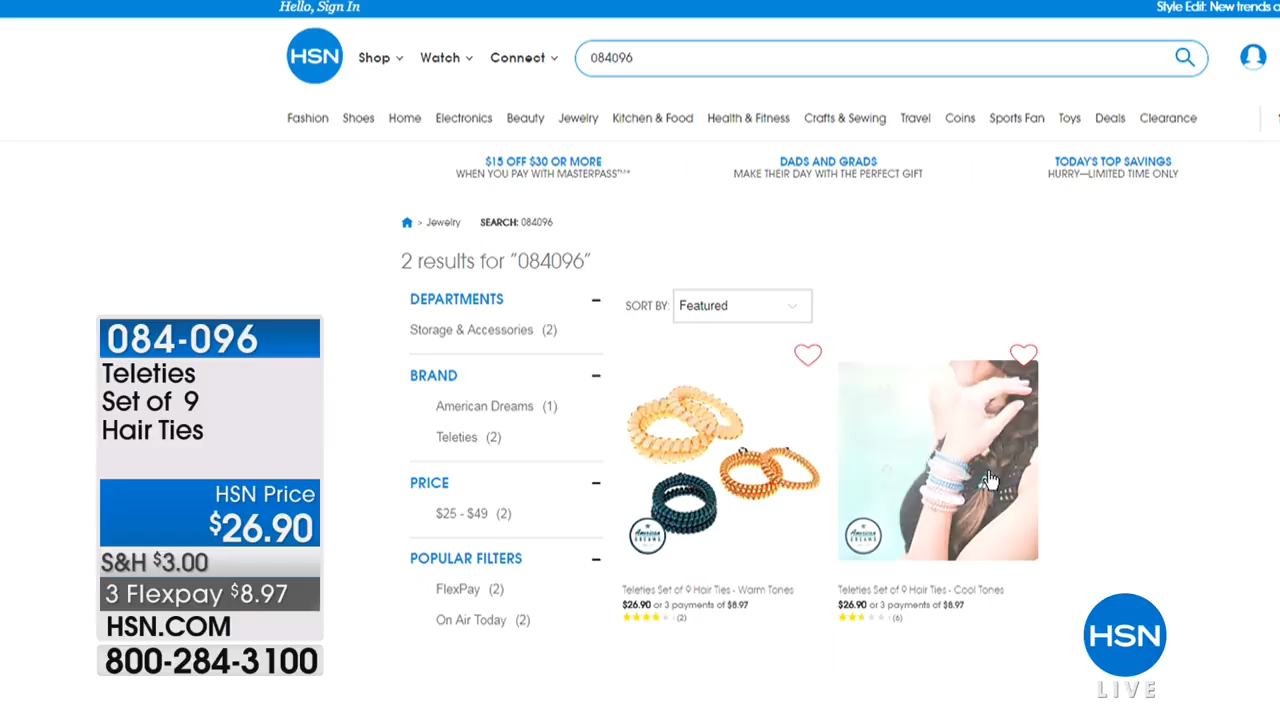 Hello, Sign In
Style Edit: New trends
HSN
Shop
Watch
Connect
084096
Fashion
Shoes
Home
Electronics
Beauty
Jewelry
Kitchen & Food
Health & Fitness
Crafts & Sewing
Travel
Coins
Sports Fan
Toys
Deals
Clearance
$15 OFF $30 OR MORE
WHEN YOU PAY WITH MASTERPASS
DADS AND GRADS
MAKE THEIR DAY WITH THE PERFECT GIFT
TODAY'S TOP SAVINGS
HURRY—LIMITED TIME ONLY
> Jewelry SEARCH: 084096
2 results for "084096"
DEPARTMENTS
Storage & Accessories (2)
BRAND
American Dreams (1)
Teleties (2)
PRICE
$25 - $49 (2)
POPULAR FILTERS
FlexPay (2)
On Air Today (2)
SORT BY: Featured
American
DREAMS
American
DREAMS
Teleties Set of 9 Hair Ties - Warm Tones
$26.90 or 3 payments of $8.97
(2)
Teleties Set of 9 Hair Ties - Cool Tones
$26.90 or 3 payments of $8.97
(6)
084-096
Teleties
Set of 9
Hair Ties
HSN Price
$26.90
S&H $3.00
3 Flexpay $8.97
HSN.COM
800-284-3100
HSN
LIVE